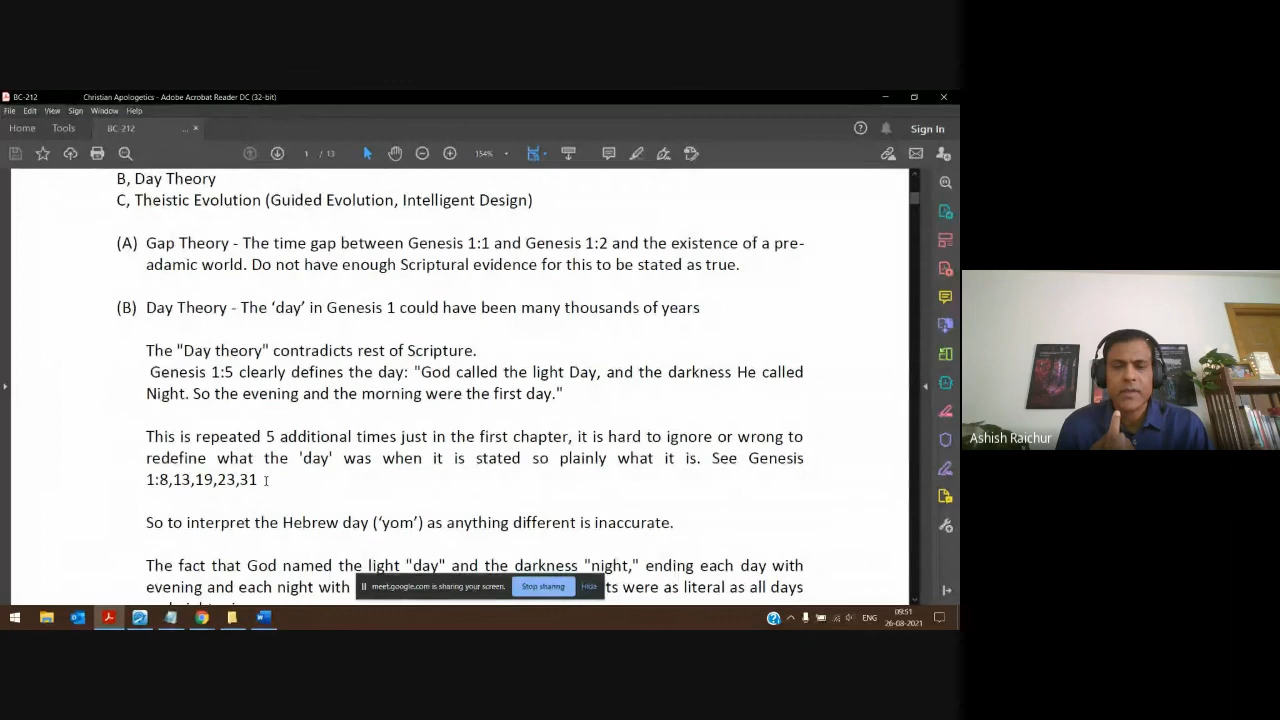 BC-212 Christian Apologetics - Adobe Acrobat Reader DC (32-bit)
File Edit View Sign Window Help
Home Tools BC-212 ... × Sign In
1 / 13 154%
B, Day Theory
C, Theistic Evolution (Guided Evolution, Intelligent Design)
(A) Gap Theory - The time gap between Genesis 1:1 and Genesis 1:2 and the existence of a pre-
adamic world. Do not have enough Scriptural evidence for this to be stated as true.
(B) Day Theory - The ‘day’ in Genesis 1 could have been many thousands of years
The "Day theory" contradicts rest of Scripture.
Genesis 1:5 clearly defines the day: "God called the light Day, and the darkness He called
Night. So the evening and the morning were the first day."
This is repeated 5 additional times just in the first chapter, it is hard to ignore or wrong to
redefine what the 'day' was when it is stated so plainly what it is. See Genesis
1:8,13,19,23,31
So to interpret the Hebrew day (‘yom’) as anything different is inaccurate.
The fact that God named the light "day" and the darkness "night," ending each day with
evening and each night with ts were as literal as all days
meet.google.com is sharing your screen. Stop sharing Hide
ENG
09:51
26-08-2021
Ashish Raichur